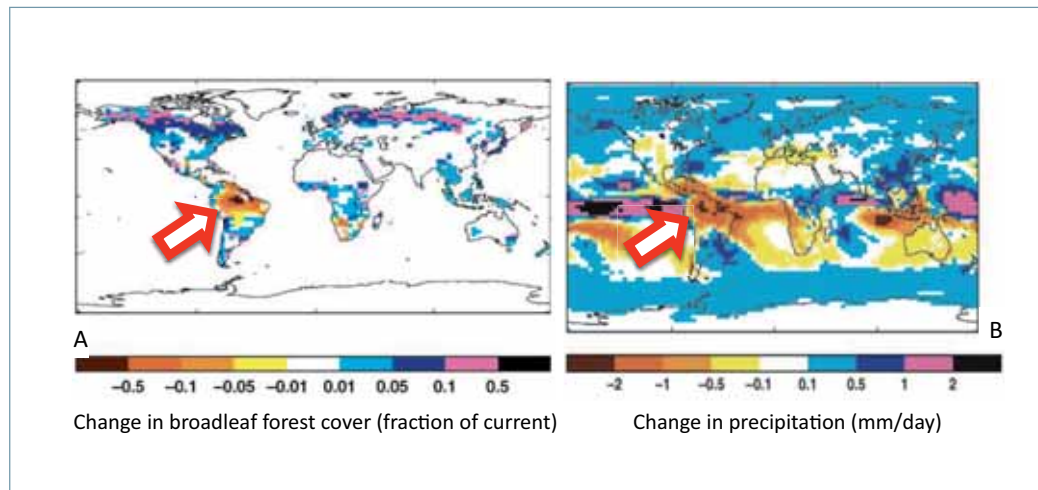 A
B
−0.5 −0.1 −0.05 −0.01 0.01 0.05 0.1 0.5
−2 −1 −0.5 −0.1 0.1 0.5 1 2
Change in broadleaf forest cover (fraction of current)
Change in precipitation (mm/day)